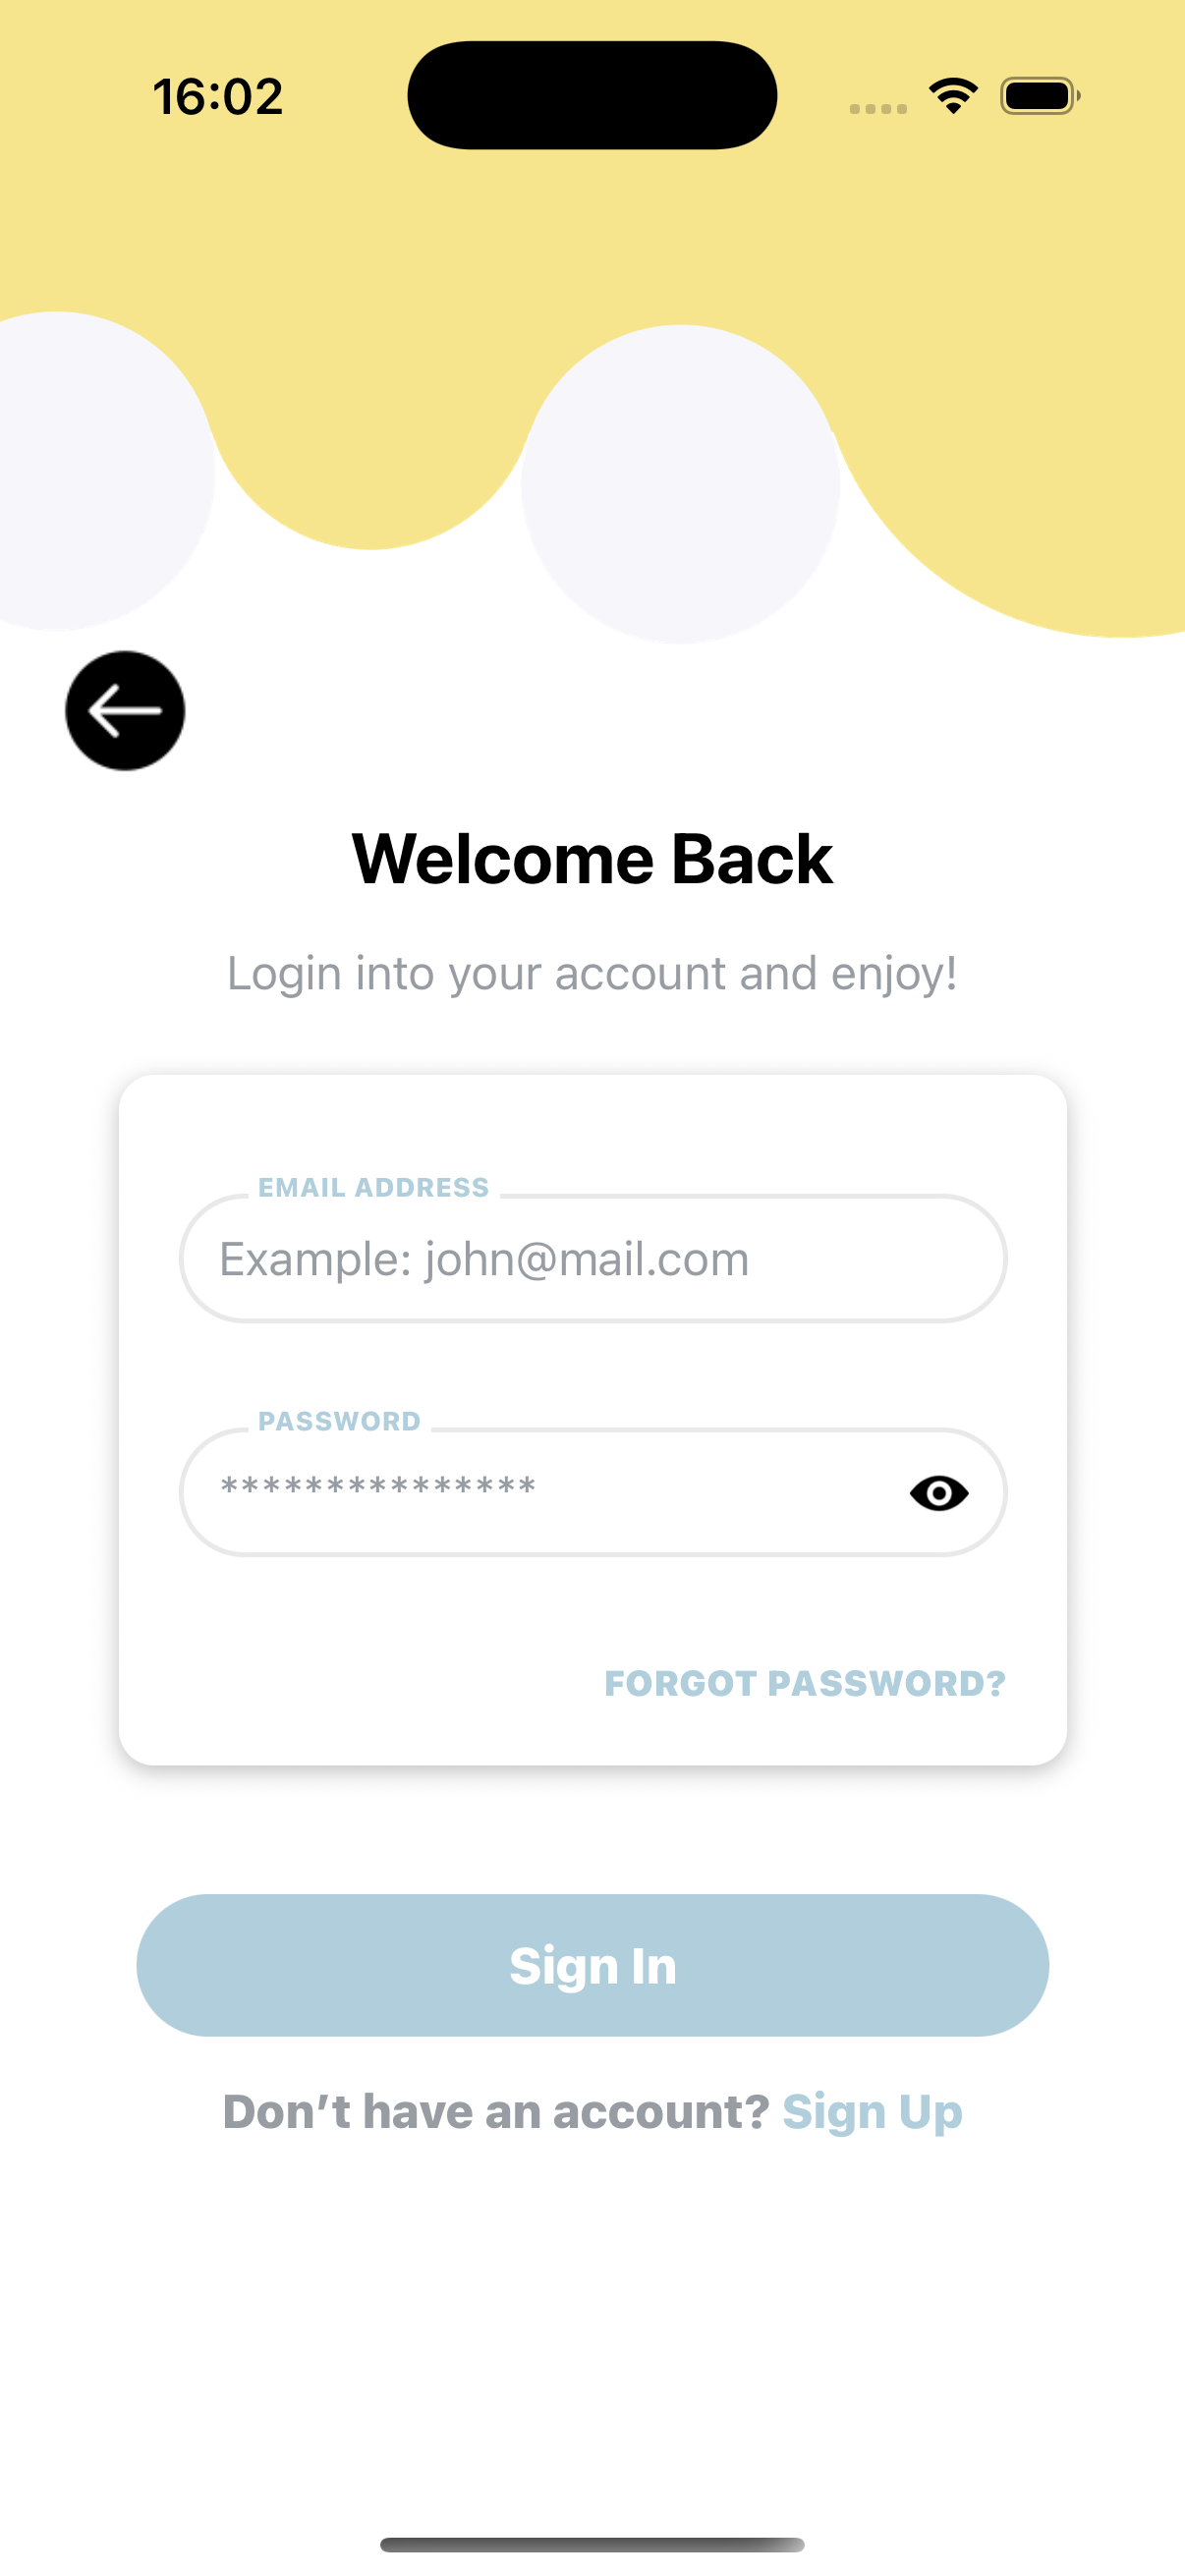 16:02
Welcome Back
Login into your account and enjoy!
EMAIL ADDRESS
Example: john@mail.com
PASSWORD
***************
FORGOT PASSWORD?
Sign In
Don’t have an account? Sign Up